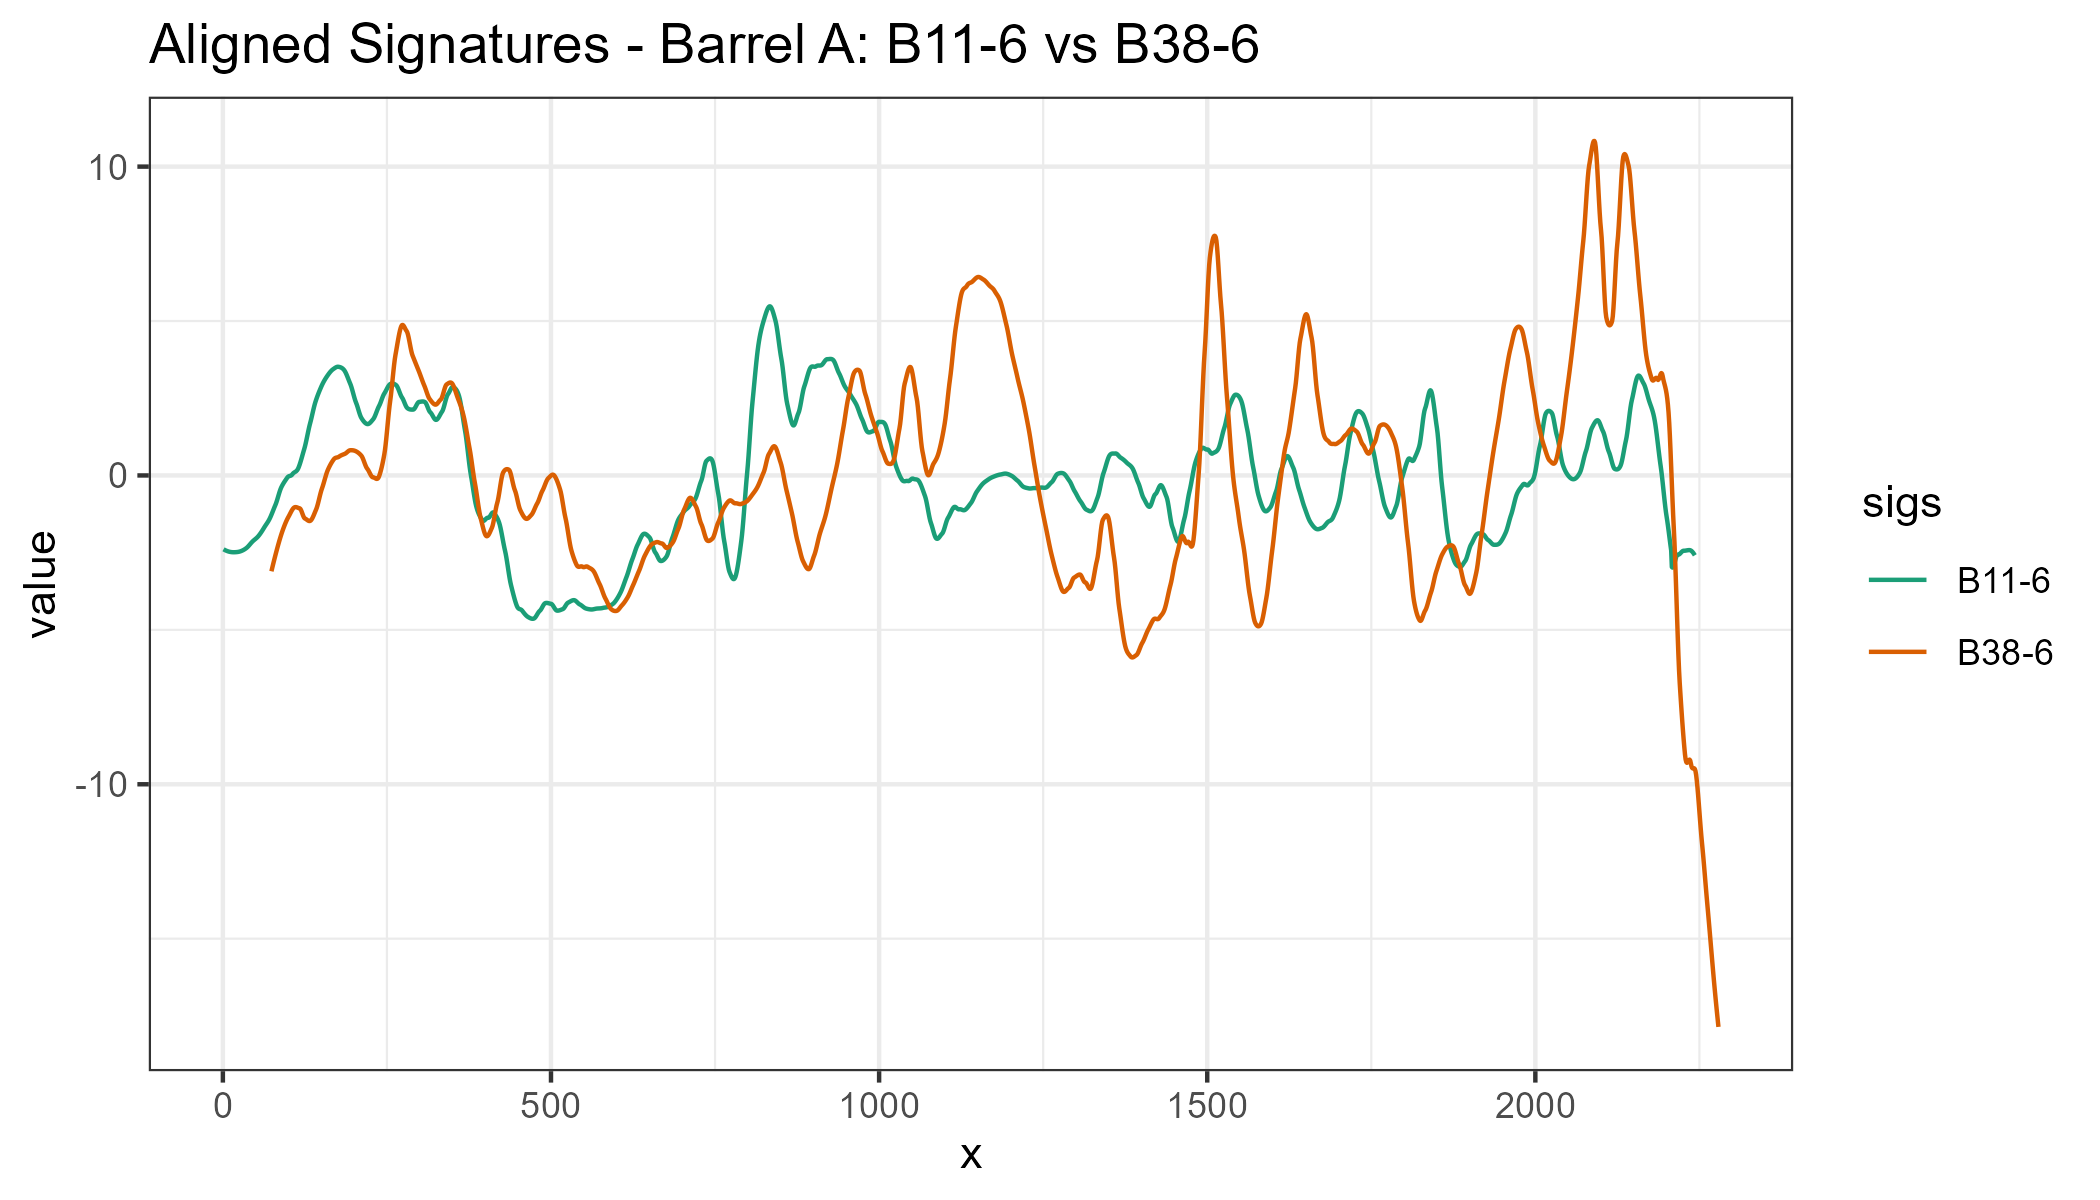 Aligned Signatures - Barrel A: B11-6 vs B38-6
value
10
0
-10
0
500
1000
1500
2000
x
sigs
B11-6
B38-6